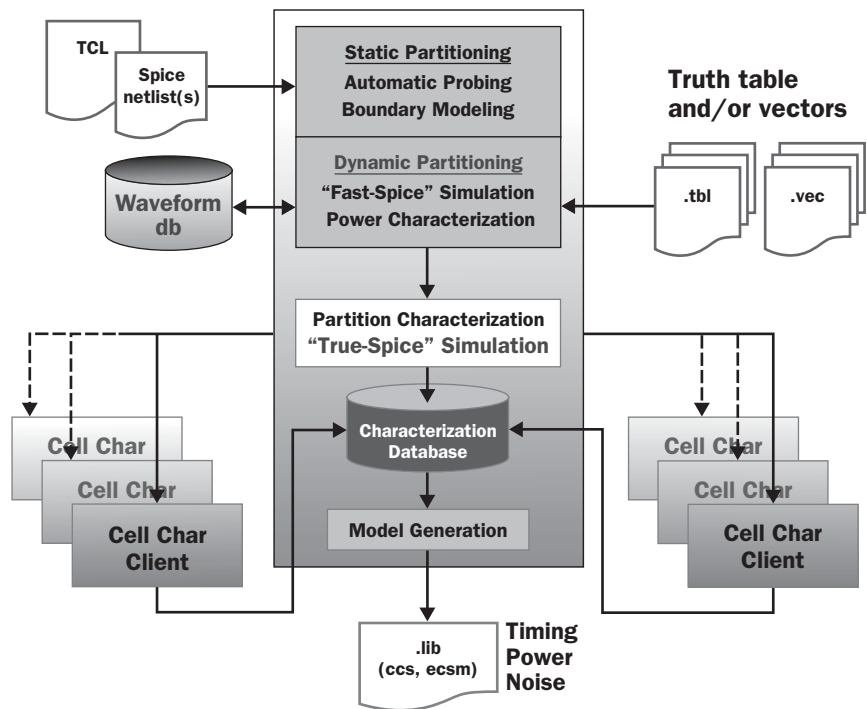 TCL
Spice
netlist(s)
Static Partitioning
Automatic Probing
Boundary Modeling
Truth table
and/or vectors
Waveform
db
Dynamic Partitioning
“Fast-Spice” Simulation
Power Characterization
.tbl
.vec
Partition Characterization
“True-Spice” Simulation
Cell Char
Cell Char
Cell Char
Client
Characterization
Database
Cell Char
Cell Char
Cell Char
Client
Model Generation
.lib
(ccs, ecsm)
Timing
Power
Noise